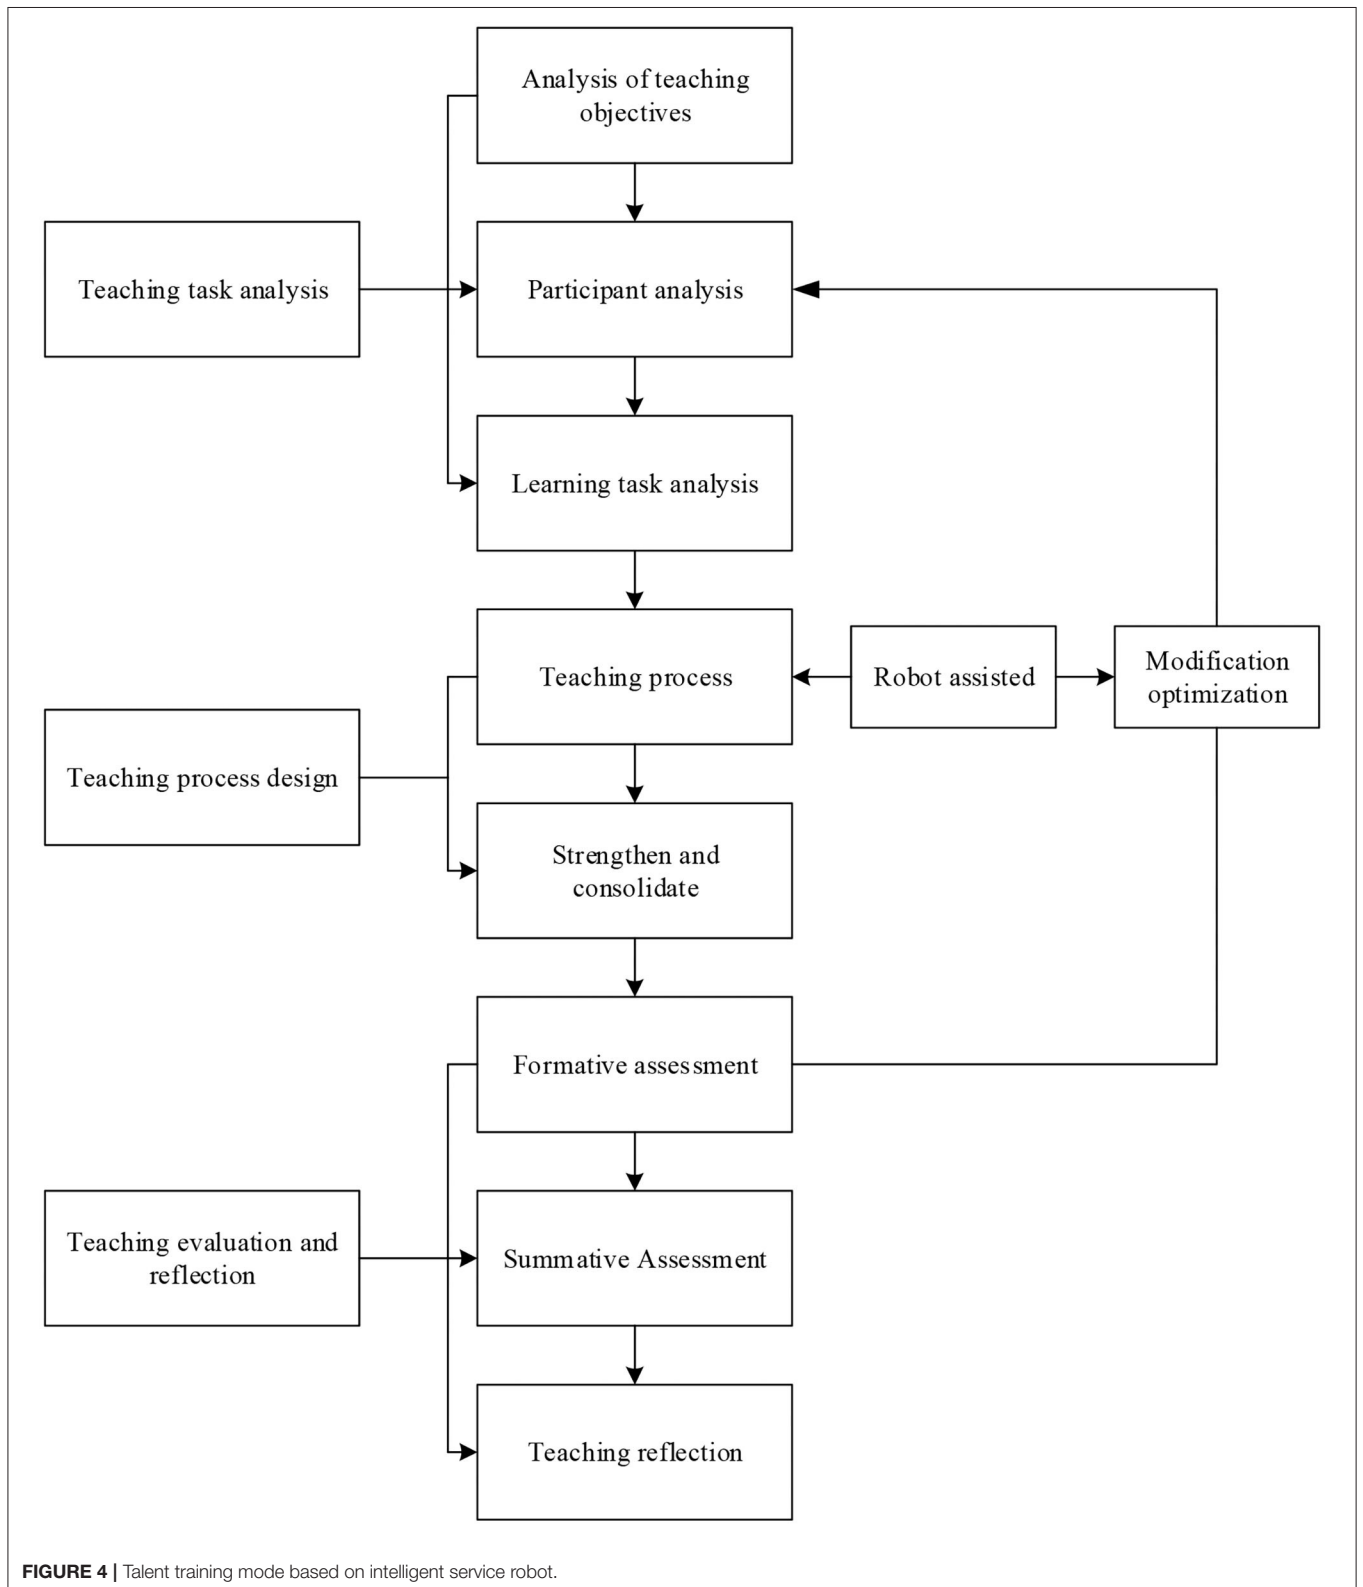 Analysis of teaching
objectives
Teaching task analysis
Participant analysis
Learning task analysis
Teaching process
Robot assisted
Modification
optimization
Teaching process design
Strengthen and
consolidate
Formative assessment
Teaching evaluation and
reflection
Summative Assessment
Teaching reflection
FIGURE 4 | Talent training mode based on intelligent service robot.